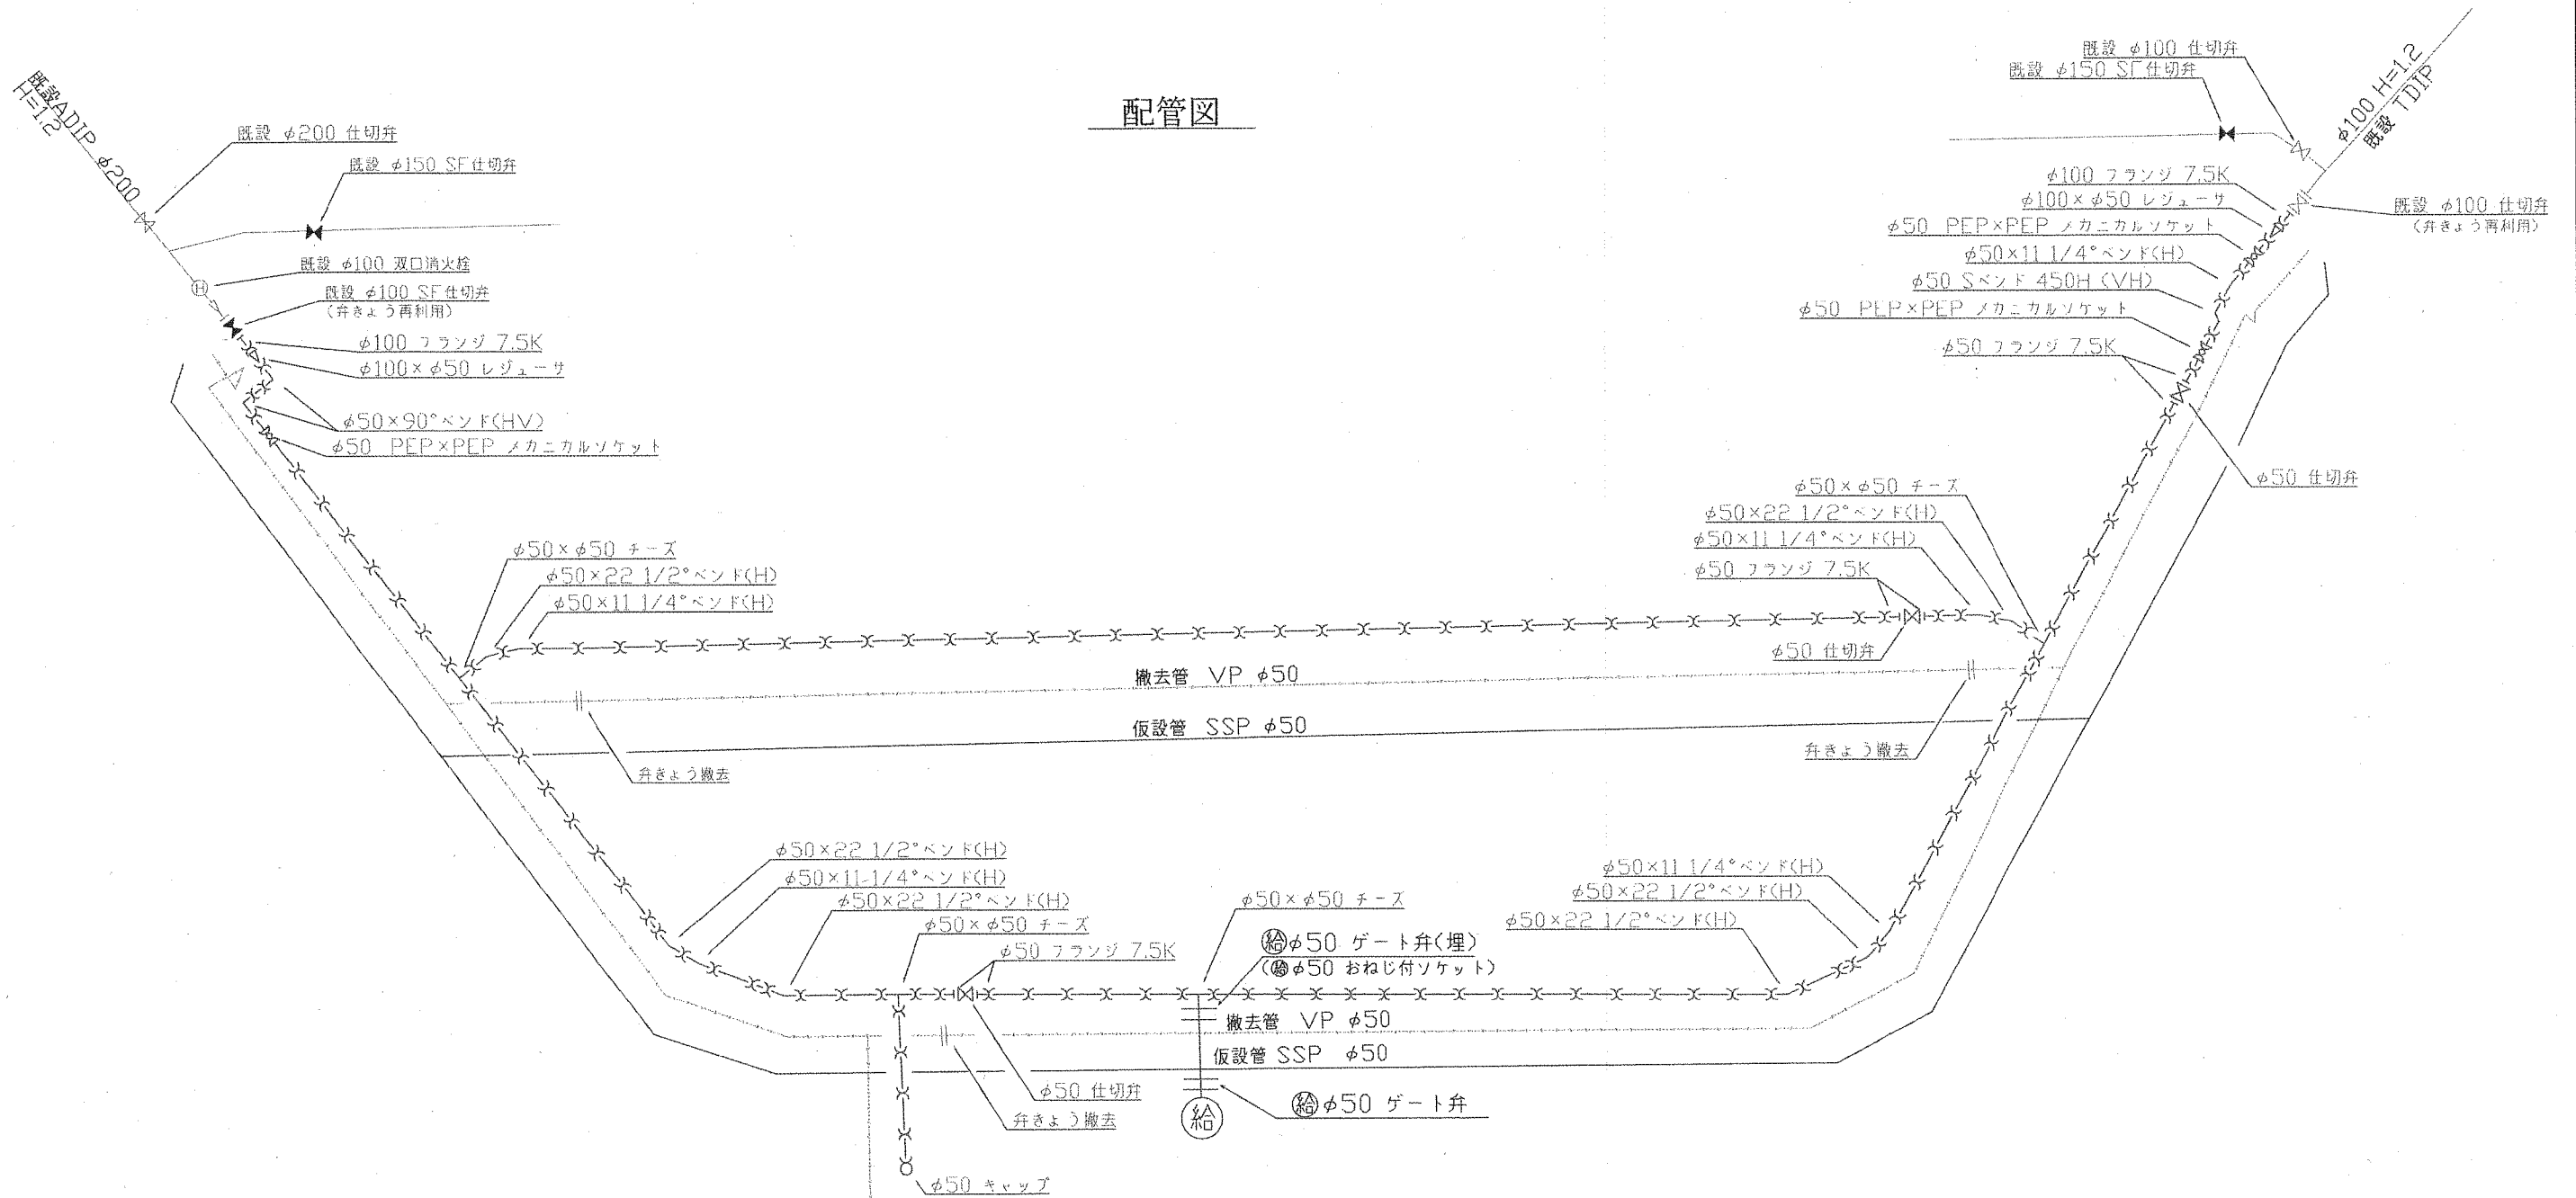 配管図
既設ADIP φ200
H=1.2
既設 φ200 仕切弁
既設 φ150 SF仕切弁
既設 φ100 双口消火栓
既設 φ100 SF仕切弁
(弁きょう再利用)
φ100 フランジ 7.5K
φ100×φ50 レジューサ
φ50×90°ベンド(HV)
φ50 PEP×PEP メカニカルソケット
既設 φ100 仕切弁
既設 φ150 SF仕切弁
φ100 H=1.2
既設 TDIP
φ100 フランジ 7.5K
φ100×φ50 レジューサ
φ50 PEP×PEP メカニカルソケット
φ50×11 1/4°ベンド(H)
φ50 Sベンド 450H (VH)
φ50 PEP×PEP メカニカルソケット
φ50 フランジ 7.5K
既設 φ100 仕切弁
(弁きょう再利用)
φ50 仕切弁
φ50×φ50 チーズ
φ50×22 1/2°ベンド(H)
φ50×11 1/4°ベンド(H)
φ50×φ50 チーズ
φ50×22 1/2°ベンド(H)
φ50×11 1/4°ベンド(H)
φ50 フランジ 7.5K
φ50 仕切弁
撤去管 VP φ50
仮設管 SSP φ50
弁きょう撤去
弁きょう撤去
φ50×22 1/2°ベンド(H)
φ50×11 1/4°ベンド(H)
φ50×22 1/2°ベンド(H)
φ50×φ50 チーズ
φ50 フランジ 7.5K
φ50×φ50 チーズ
㊡φ50 ゲート弁(埋)
(φ50 おねじ付ソケット)
φ50×11 1/4°ベンド(H)
φ50×22 1/2°ベンド(H)
φ50×22 1/2°ベンド(H)
撤去管 VP φ50
仮設管 SSP φ50
φ50 仕切弁
弁きょう撤去
給
給φ50 ゲート弁
φ50 キャップ
H